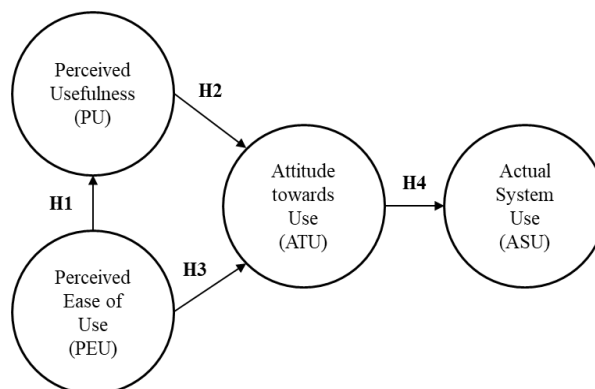 Perceived
Usefulness
(PU)
H2
Attitude
towards
Use
(ATU)
H4
Actual
System
Use
(ASU)
H1
Perceived
Ease of
Use
(PEU)
H3